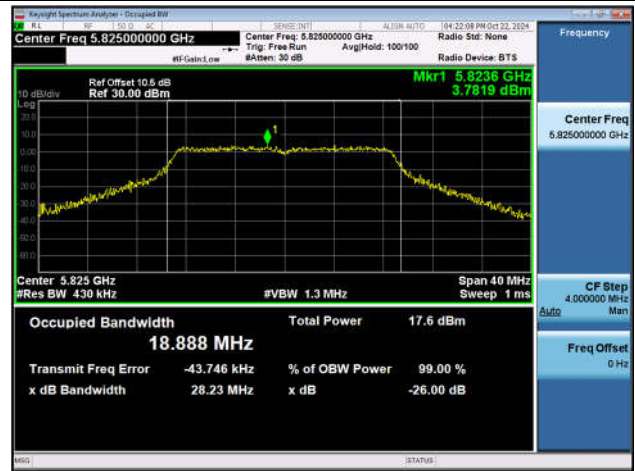 Keysight Spectrum Analyzer - Occupied BW
RL RF 50 Ω AC SENSE:INT ALIGN AUTO 04:22:08 PM Oct 22, 2024
Center Freq 5.825000000 GHz Center Freq: 5.825000000 GHz Radio Std: None Frequency
Trig: Free Run Avg|Hold: 100/100
#IFGain:Low #Atten: 30 dB Radio Device: BTS
Ref Offset 10.5 dB Mkr1 5.8236 GHz
10 dB/div Ref 30.00 dBm 3.7819 dBm
Log
20.0
10.0
0.00
-10.0
-20.0
-30.0
-40.0
-50.0
-60.0
1
Center Freq
5.825000000 GHz
Center 5.825 GHz Span 40 MHz
#Res BW 430 kHz #VBW 1.3 MHz Sweep 1 ms
CF Step
4.000000 MHz
Auto Man
Occupied Bandwidth Total Power 17.6 dBm
18.888 MHz
Freq Offset
0 Hz
Transmit Freq Error -43.746 kHz % of OBW Power 99.00 %
x dB Bandwidth 28.23 MHz x dB -26.00 dB
MSG STATUS